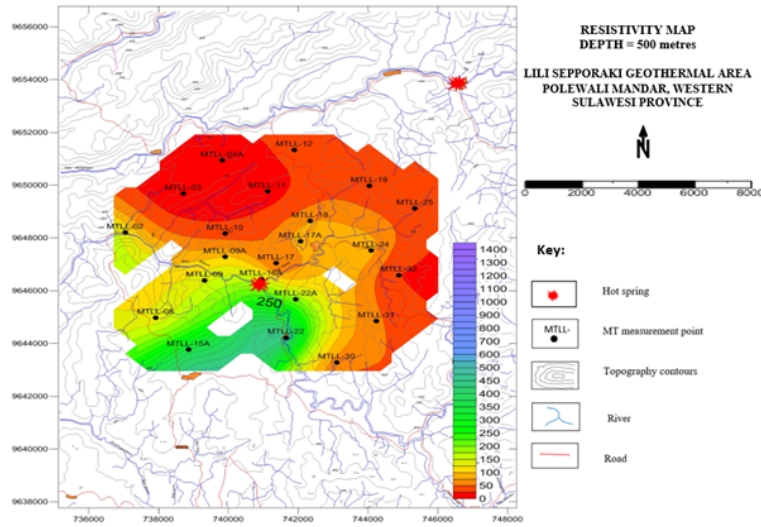 RESISTIVITY MAP
DEPTH = 500 metres
LILI SEPPORAKI GEOTHERMAL AREA
POLEWALI MANDAR, WESTERN
SULAWESI PROVINCE
N
0 2000 4000 6000 8000
Key:
Hot spring
MTLL- MT measurement point
Topography contours
River
Road
9656000
9654000
9652000
9650000
9648000
9646000
9644000
9642000
9640000
9638000
736000 738000 740000 742000 744000 746000 748000
MTLL-12
MTLL-04A
MTLL-03
MTLL-11
MTLL-19
MTLL-25
MTLL-18
MTLL-02
MTLL-10
MTLL-17A
MTLL-24
MTLL-09A
MTLL-17
MTLL-09
MTLL-16A
MTLL-32
MTLL-22A
250
MTLL-08
MTLL-31
MTLL-22
MTLL-15A
MTLL-30
1400
1300
1200
1100
1000
900
800
700
600
500
450
400
350
300
250
200
150
100
50
0